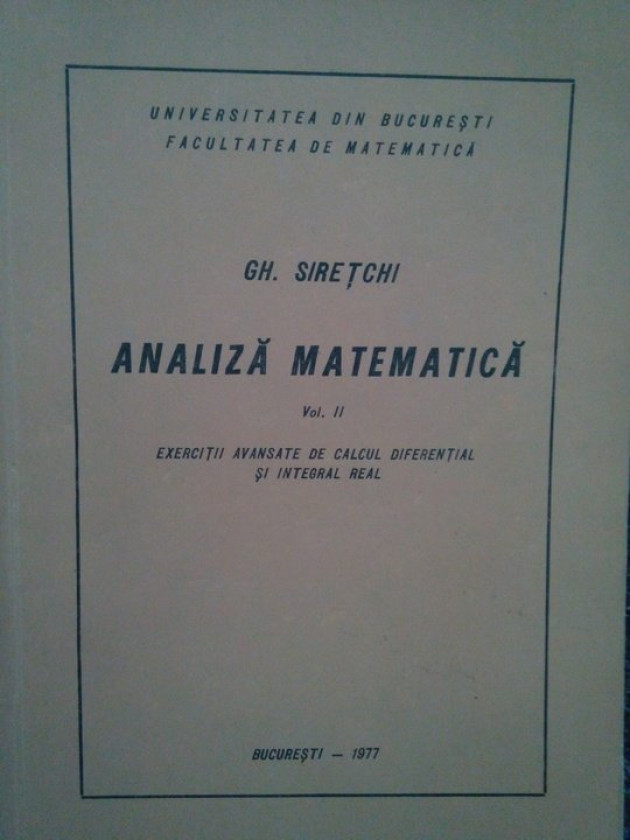 UNIVERSITATEA DIN BUCUREȘTI
FACULTATEA DE MATEMATICĂ
GH. SIREȚCHI
ANALIZĂ MATEMATICĂ
Vol. II
EXERCIȚII AVANSATE DE CALCUL DIFERENȚIAL
ȘI INTEGRAL REAL
BUCUREȘTI — 1977